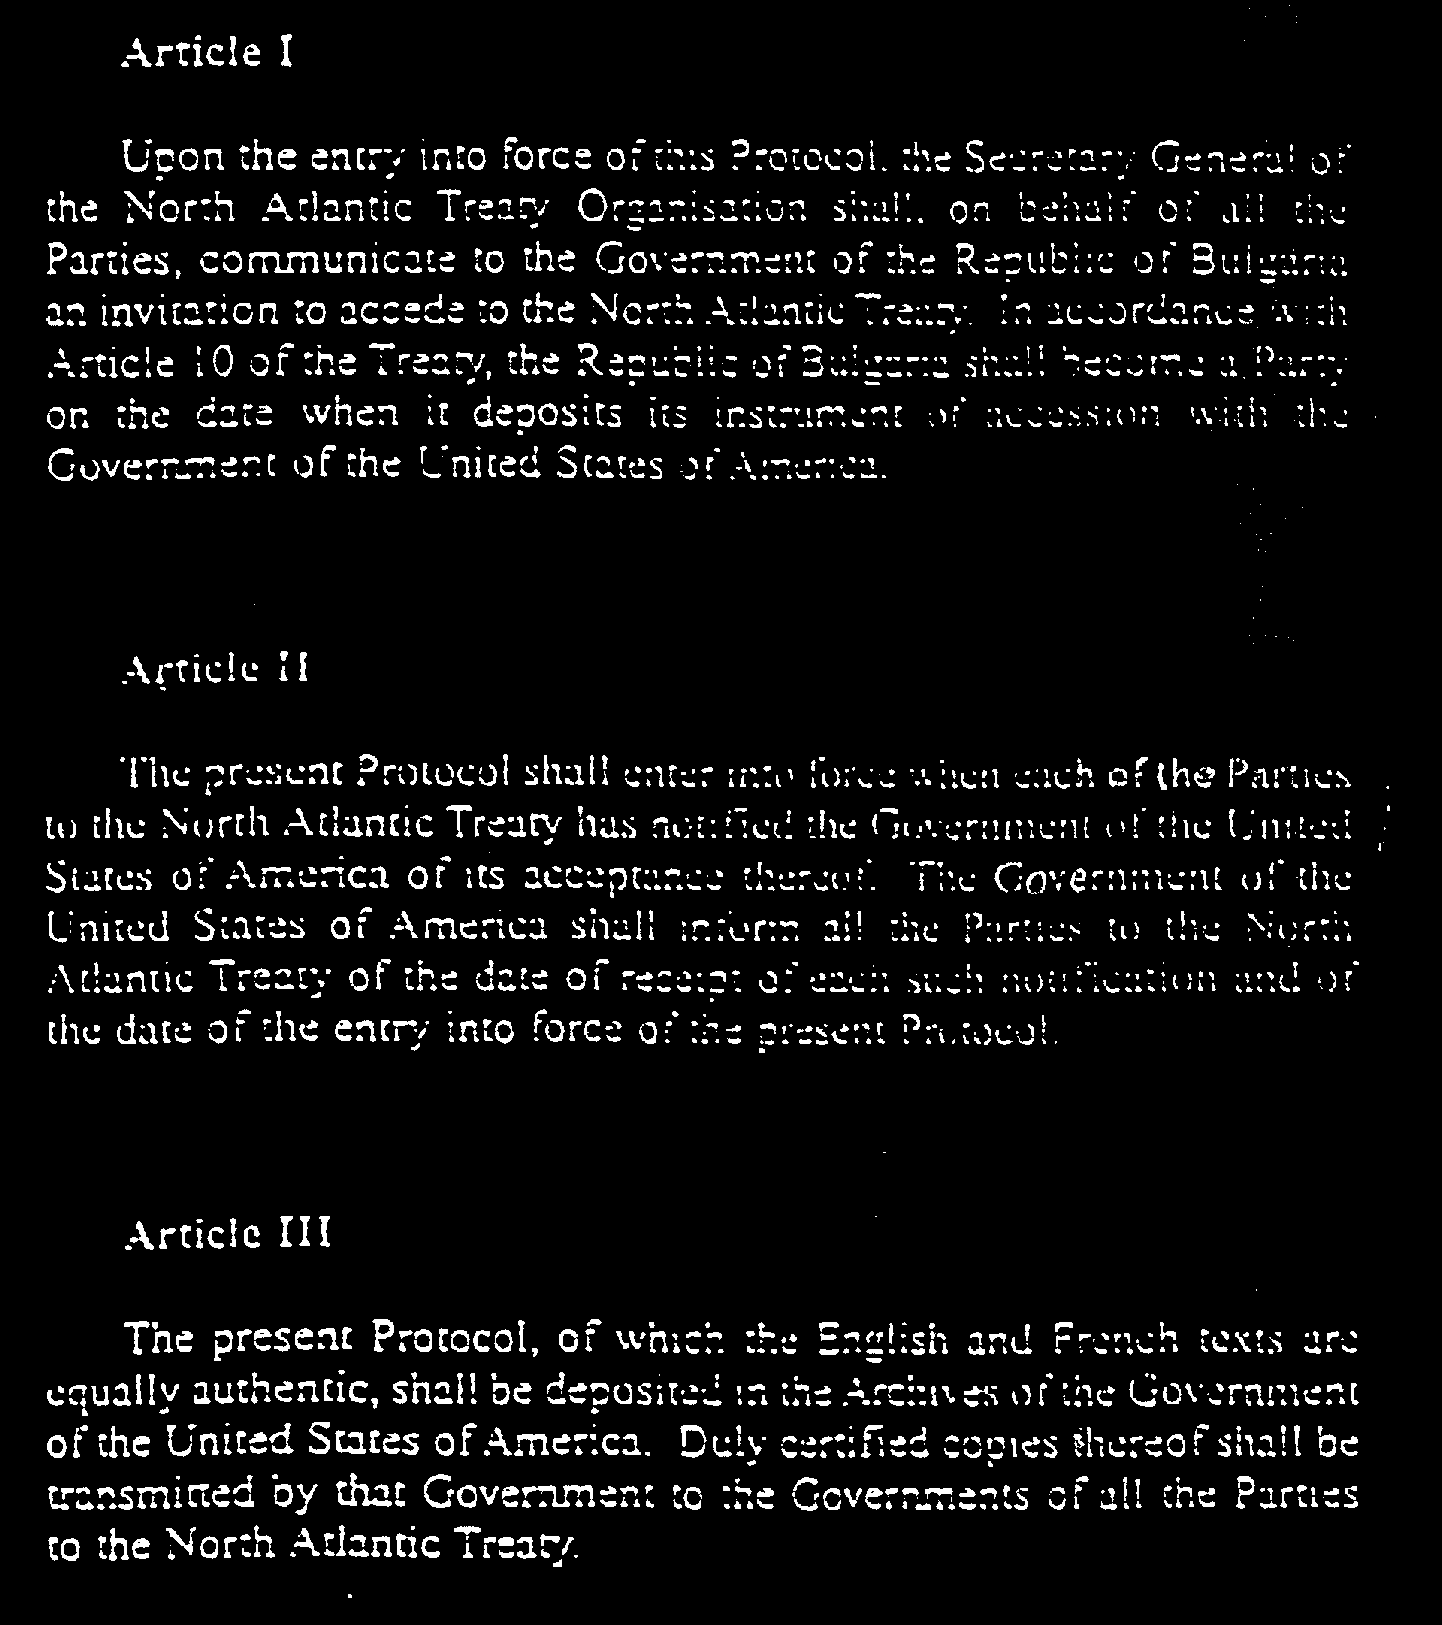 Article I
Upon the entry into force of this Protocol, the Secretary General of
the North Atlantic Treaty Organisation shall, on behalf of all the
Parties, communicate to the Government of the Republic of Bulgaria
an invitation to accede to the North Atlantic Treaty. In accordance with
Article 10 of the Treaty, the Republic of Bulgaria shall become a Party
on the date when it deposits its instrument of accession with the
Government of the United States of America.
Article II
The present Protocol shall enter into force when each of the Parties
to the North Atlantic Treaty has notified the Government of the United
States of America of its acceptance thereof. The Government of the
United States of America shall inform all the Parties to the North
Atlantic Treaty of the date of receipt of each such notification and of
the date of the entry into force of the present Protocol.
Article III
The present Protocol, of which the English and French texts are
equally authentic, shall be deposited in the Archives of the Government
of the United States of America. Duly certified copies thereof shall be
transmitted by that Government to the Governments of all the Parties
to the North Atlantic Treaty.